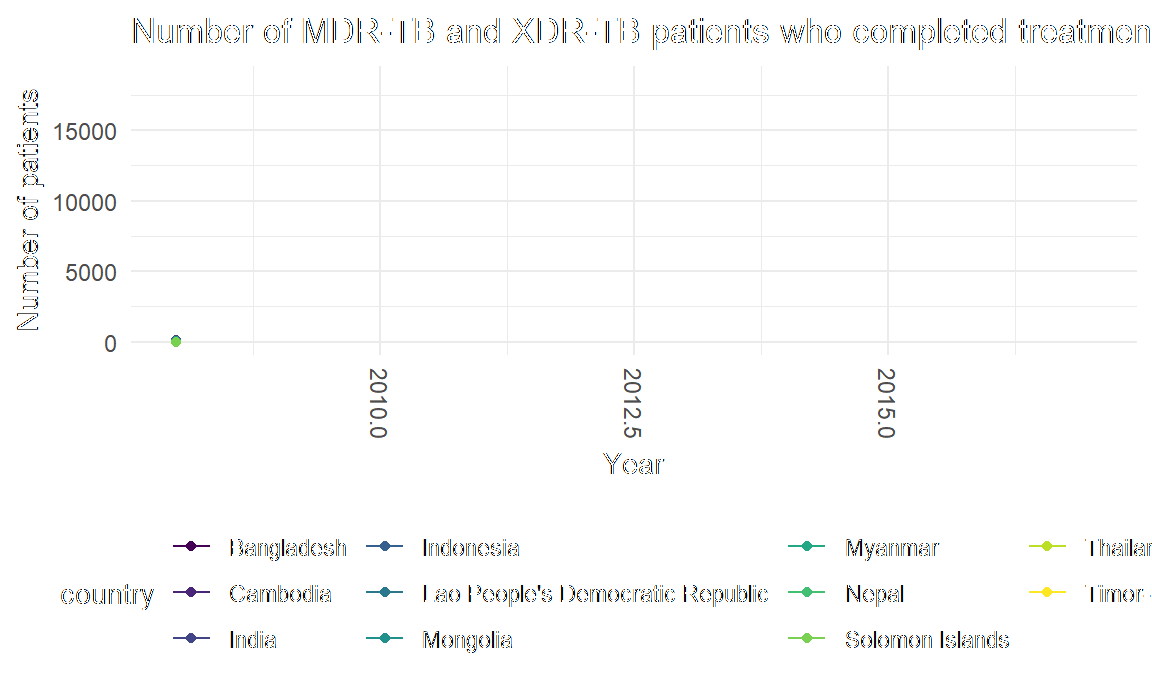 Number of MDR-TB and XDR-TB patients who completed treatmen
Number of patients
15000
10000
5000
0
2010.0
2012.5
2015.0
Year
country
Bangladesh
Cambodia
India
Indonesia
Lao People's Democratic Republic
Mongolia
Myanmar
Nepal
Solomon Islands
Thailan
Timor-